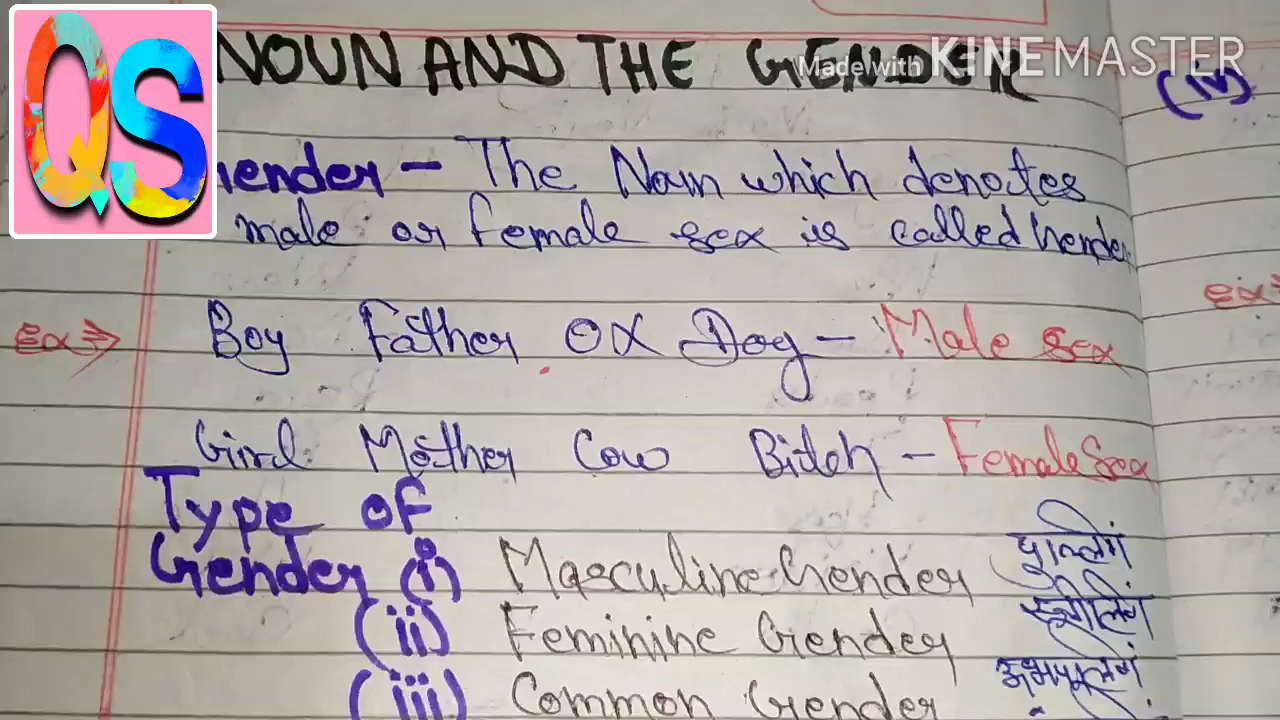 QS
NOUN AND THE GENDER
Made with KINEMASTER
(iv)
Gender - The Noun which denotes
male or female sex is called Gender
Ex⇒ Boy Father OX Dog - Male sex
Ex
Girl Mother Cow Bitch - Female Sex
Type of
Gender (i) Masculine Gender पुल्लिगं
(ii) Feminine Gender स्त्रीलिगं
(iii) Common Gender